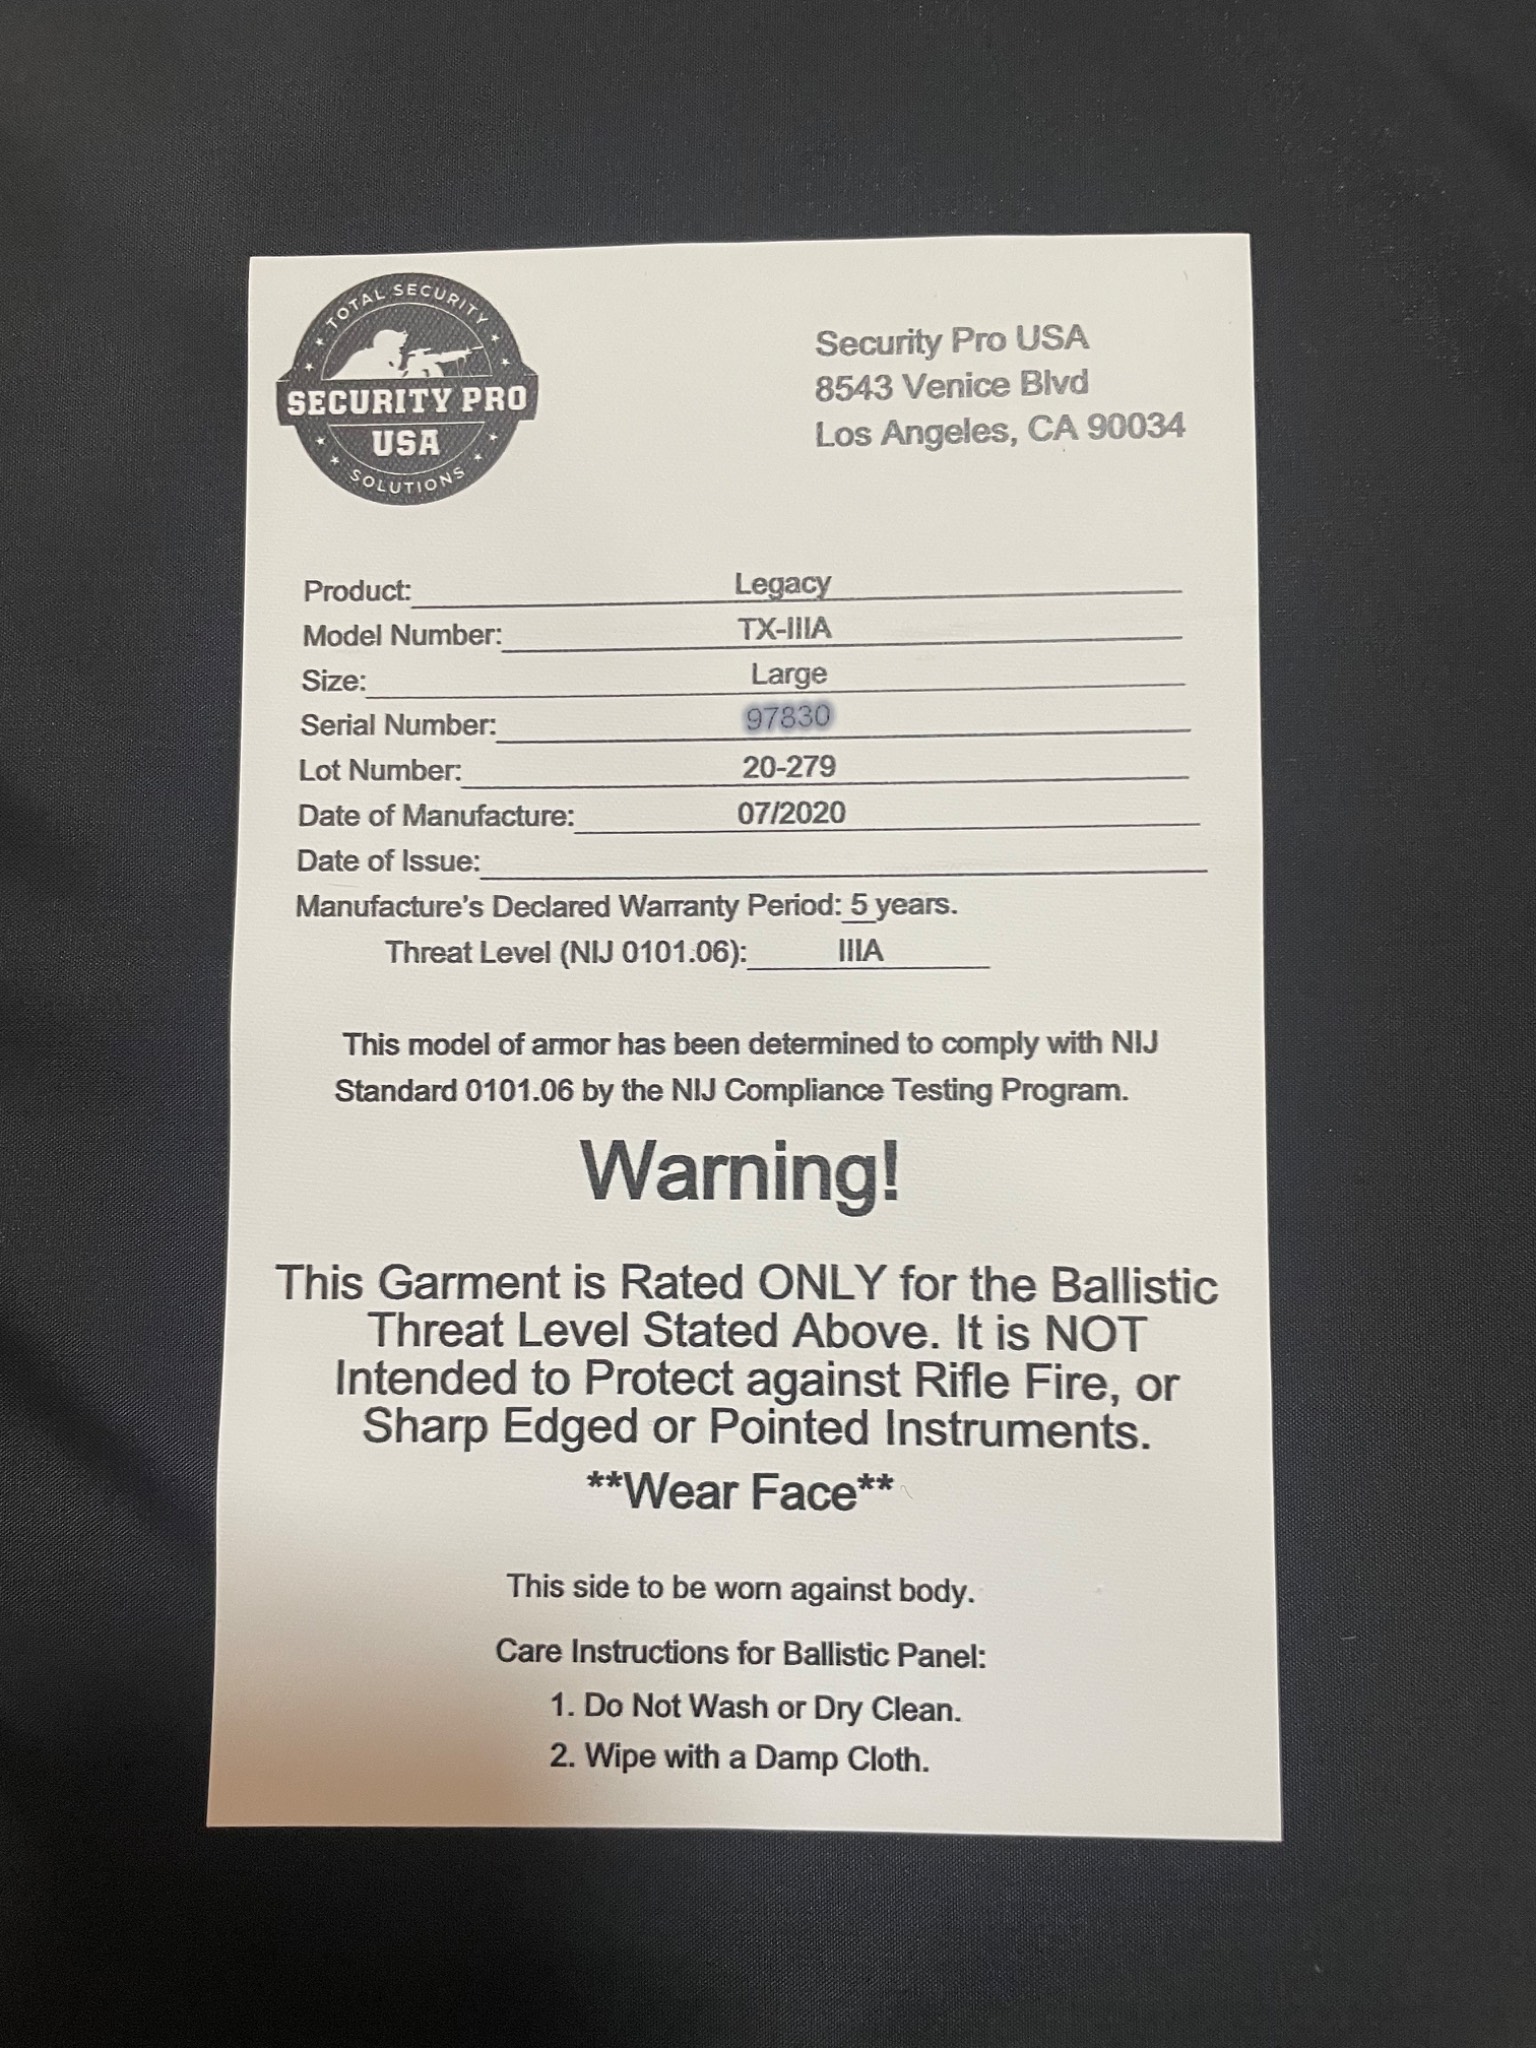 TOTAL SECURITY
SECURITY PRO
USA
SOLUTIONS
Security Pro USA
8543 Venice Blvd
Los Angeles, CA 90034
Product: Legacy
Model Number: TX-IIIA
Size: Large
Serial Number: 97830
Lot Number: 20-279
Date of Manufacture: 07/2020
Date of Issue:
Manufacture's Declared Warranty Period: 5 years.
Threat Level (NIJ 0101.06): IIIA
This model of armor has been determined to comply with NIJ
Standard 0101.06 by the NIJ Compliance Testing Program.
Warning!
This Garment is Rated ONLY for the Ballistic
Threat Level Stated Above. It is NOT
Intended to Protect against Rifle Fire, or
Sharp Edged or Pointed Instruments.
**Wear Face**
This side to be worn against body.
Care Instructions for Ballistic Panel:
1. Do Not Wash or Dry Clean.
2. Wipe with a Damp Cloth.